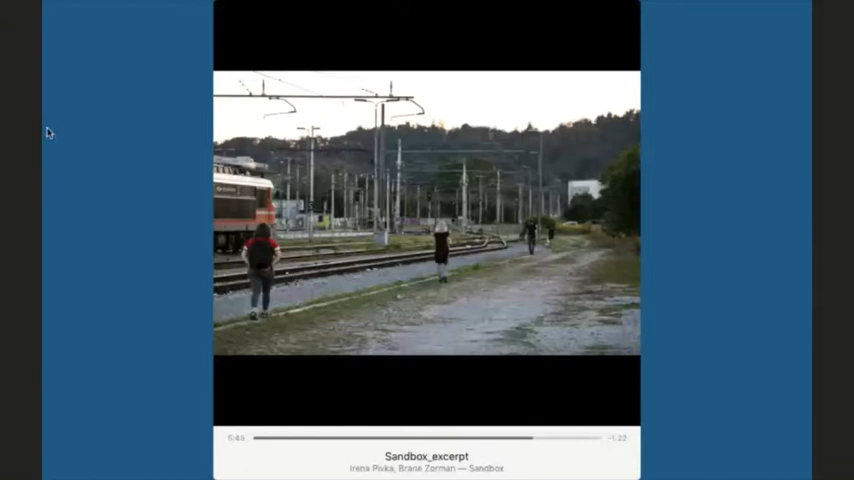 5:46
-1:22
Sandbox_excerpt
Irena Pivka, Brane Zorman — Sandbox